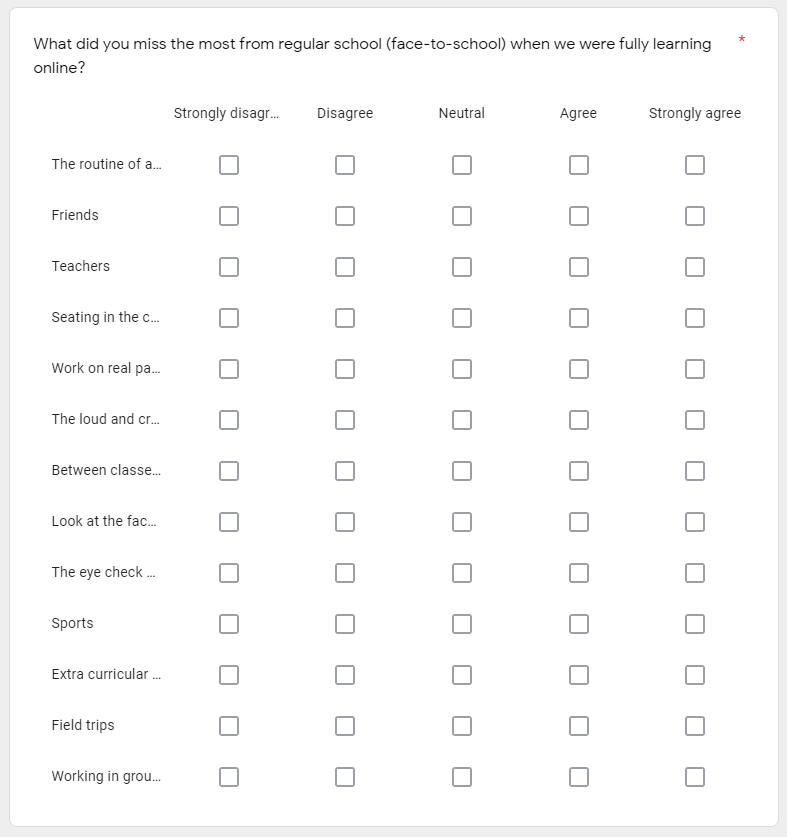 What did you miss the most from regular school (face-to-school) when we were fully learning *
online?
Strongly disagr... Disagree Neutral Agree Strongly agree
The routine of a...
Friends
Teachers
Seating in the c...
Work on real pa...
The loud and cr...
Between classe...
Look at the fac...
The eye check ...
Sports
Extra curricular ...
Field trips
Working in grou...